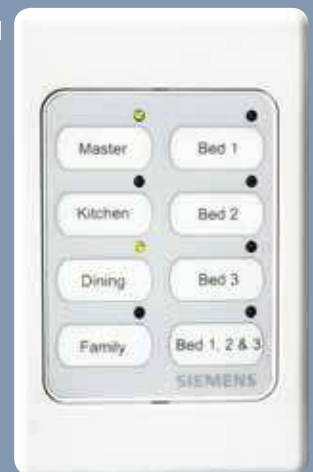 Master
Bed 1
Kitchen
Bed 2
Dining
Bed 3
Family
Bed 1, 2 & 3
SIEMENS